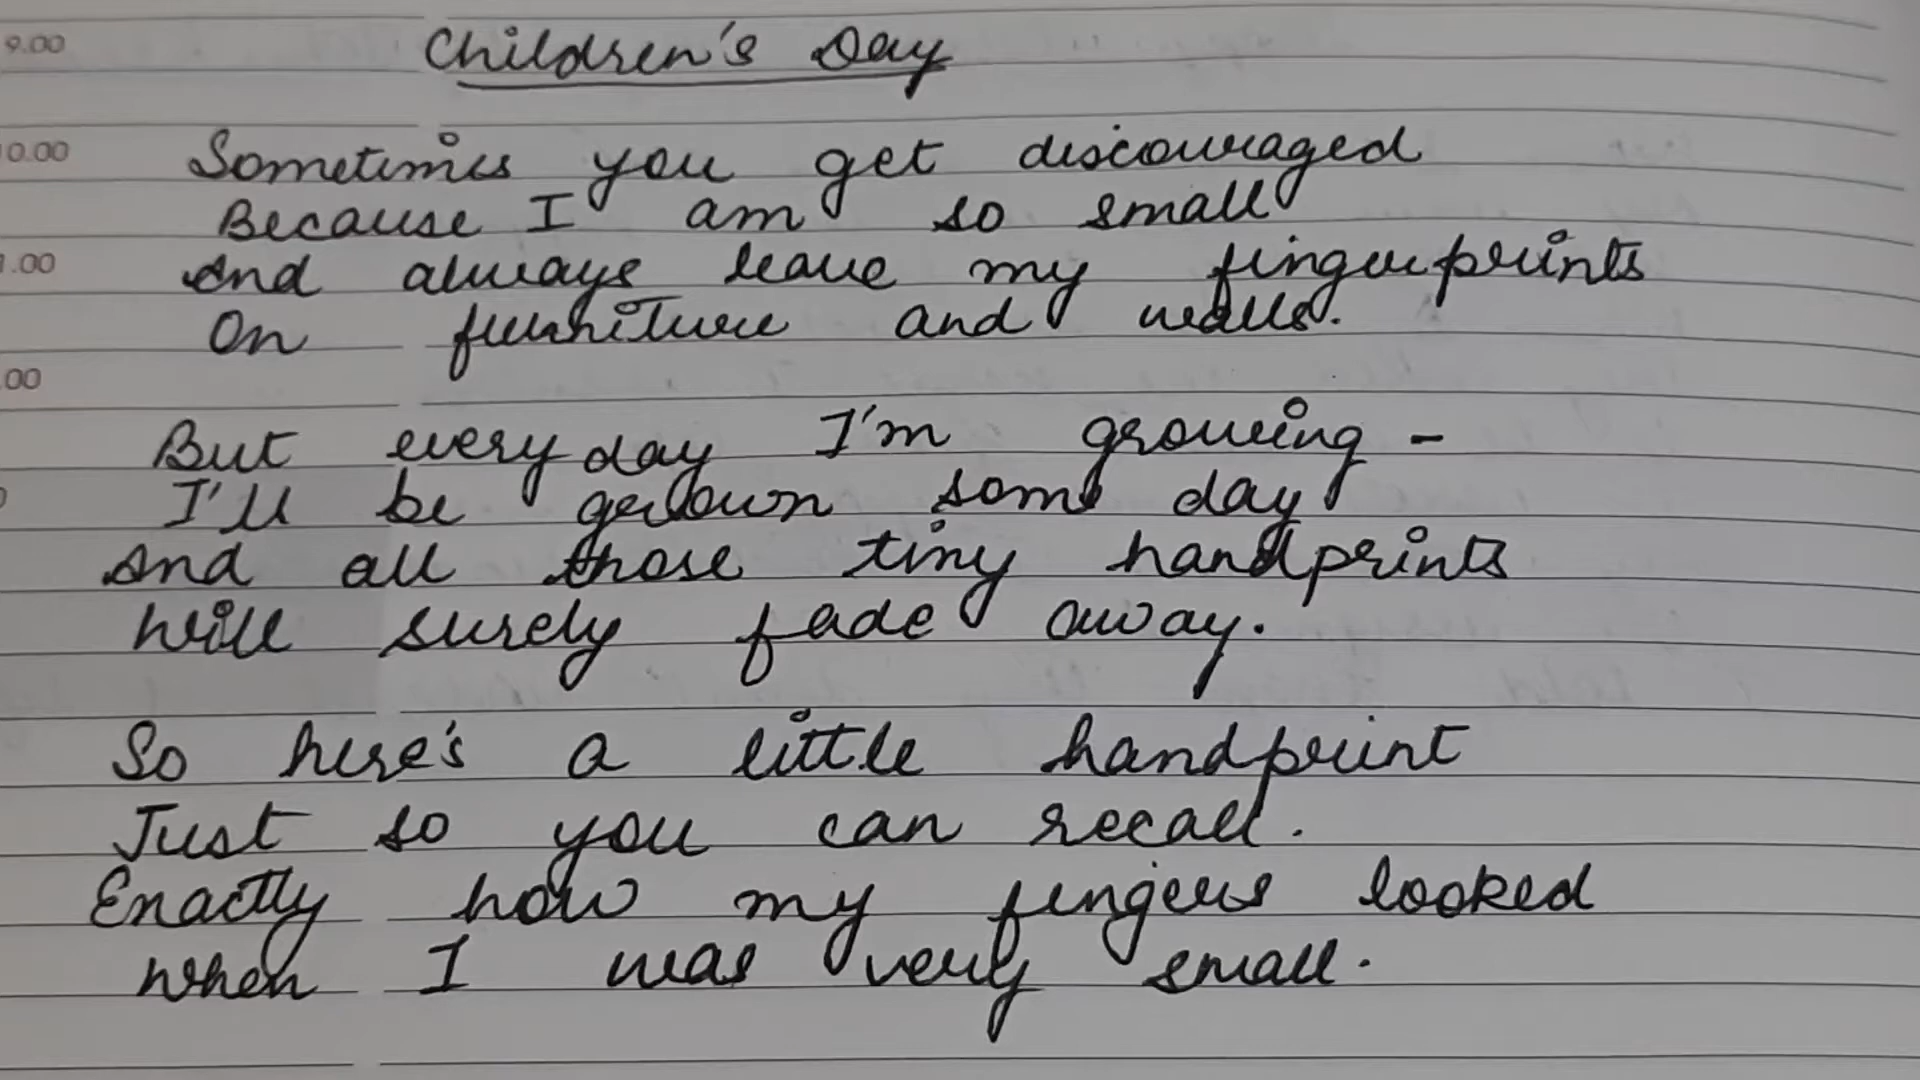 9.00
Children's Day
10.00
Sometimes you get discouraged
Because I am so small
1.00
And always leave my fingerprints
On furniture and walls.
.00
But every day I'm growing -
I'll be grown some day
And all those tiny handprints
will surely fade away.
So here's a little handprint
Just so you can recall.
Exactly how my fingers looked
when I was very small.